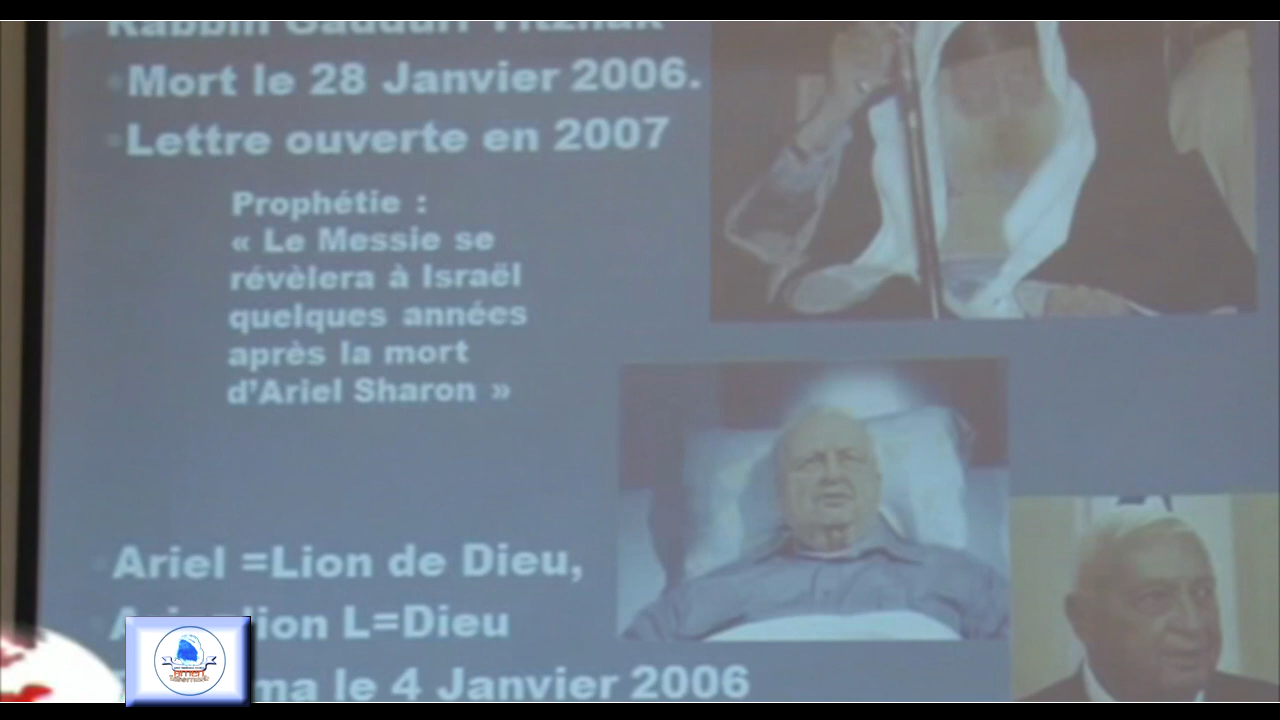 Mort le 28 Janvier 2006.
Lettre ouverte en 2007
Prophétie :
« Le Messie se
révèlera à Israël
quelques années
après la mort
d’Ariel Sharon »
Ariel =Lion de Dieu,
lion L=Dieu
ma le 4 Janvier 2006